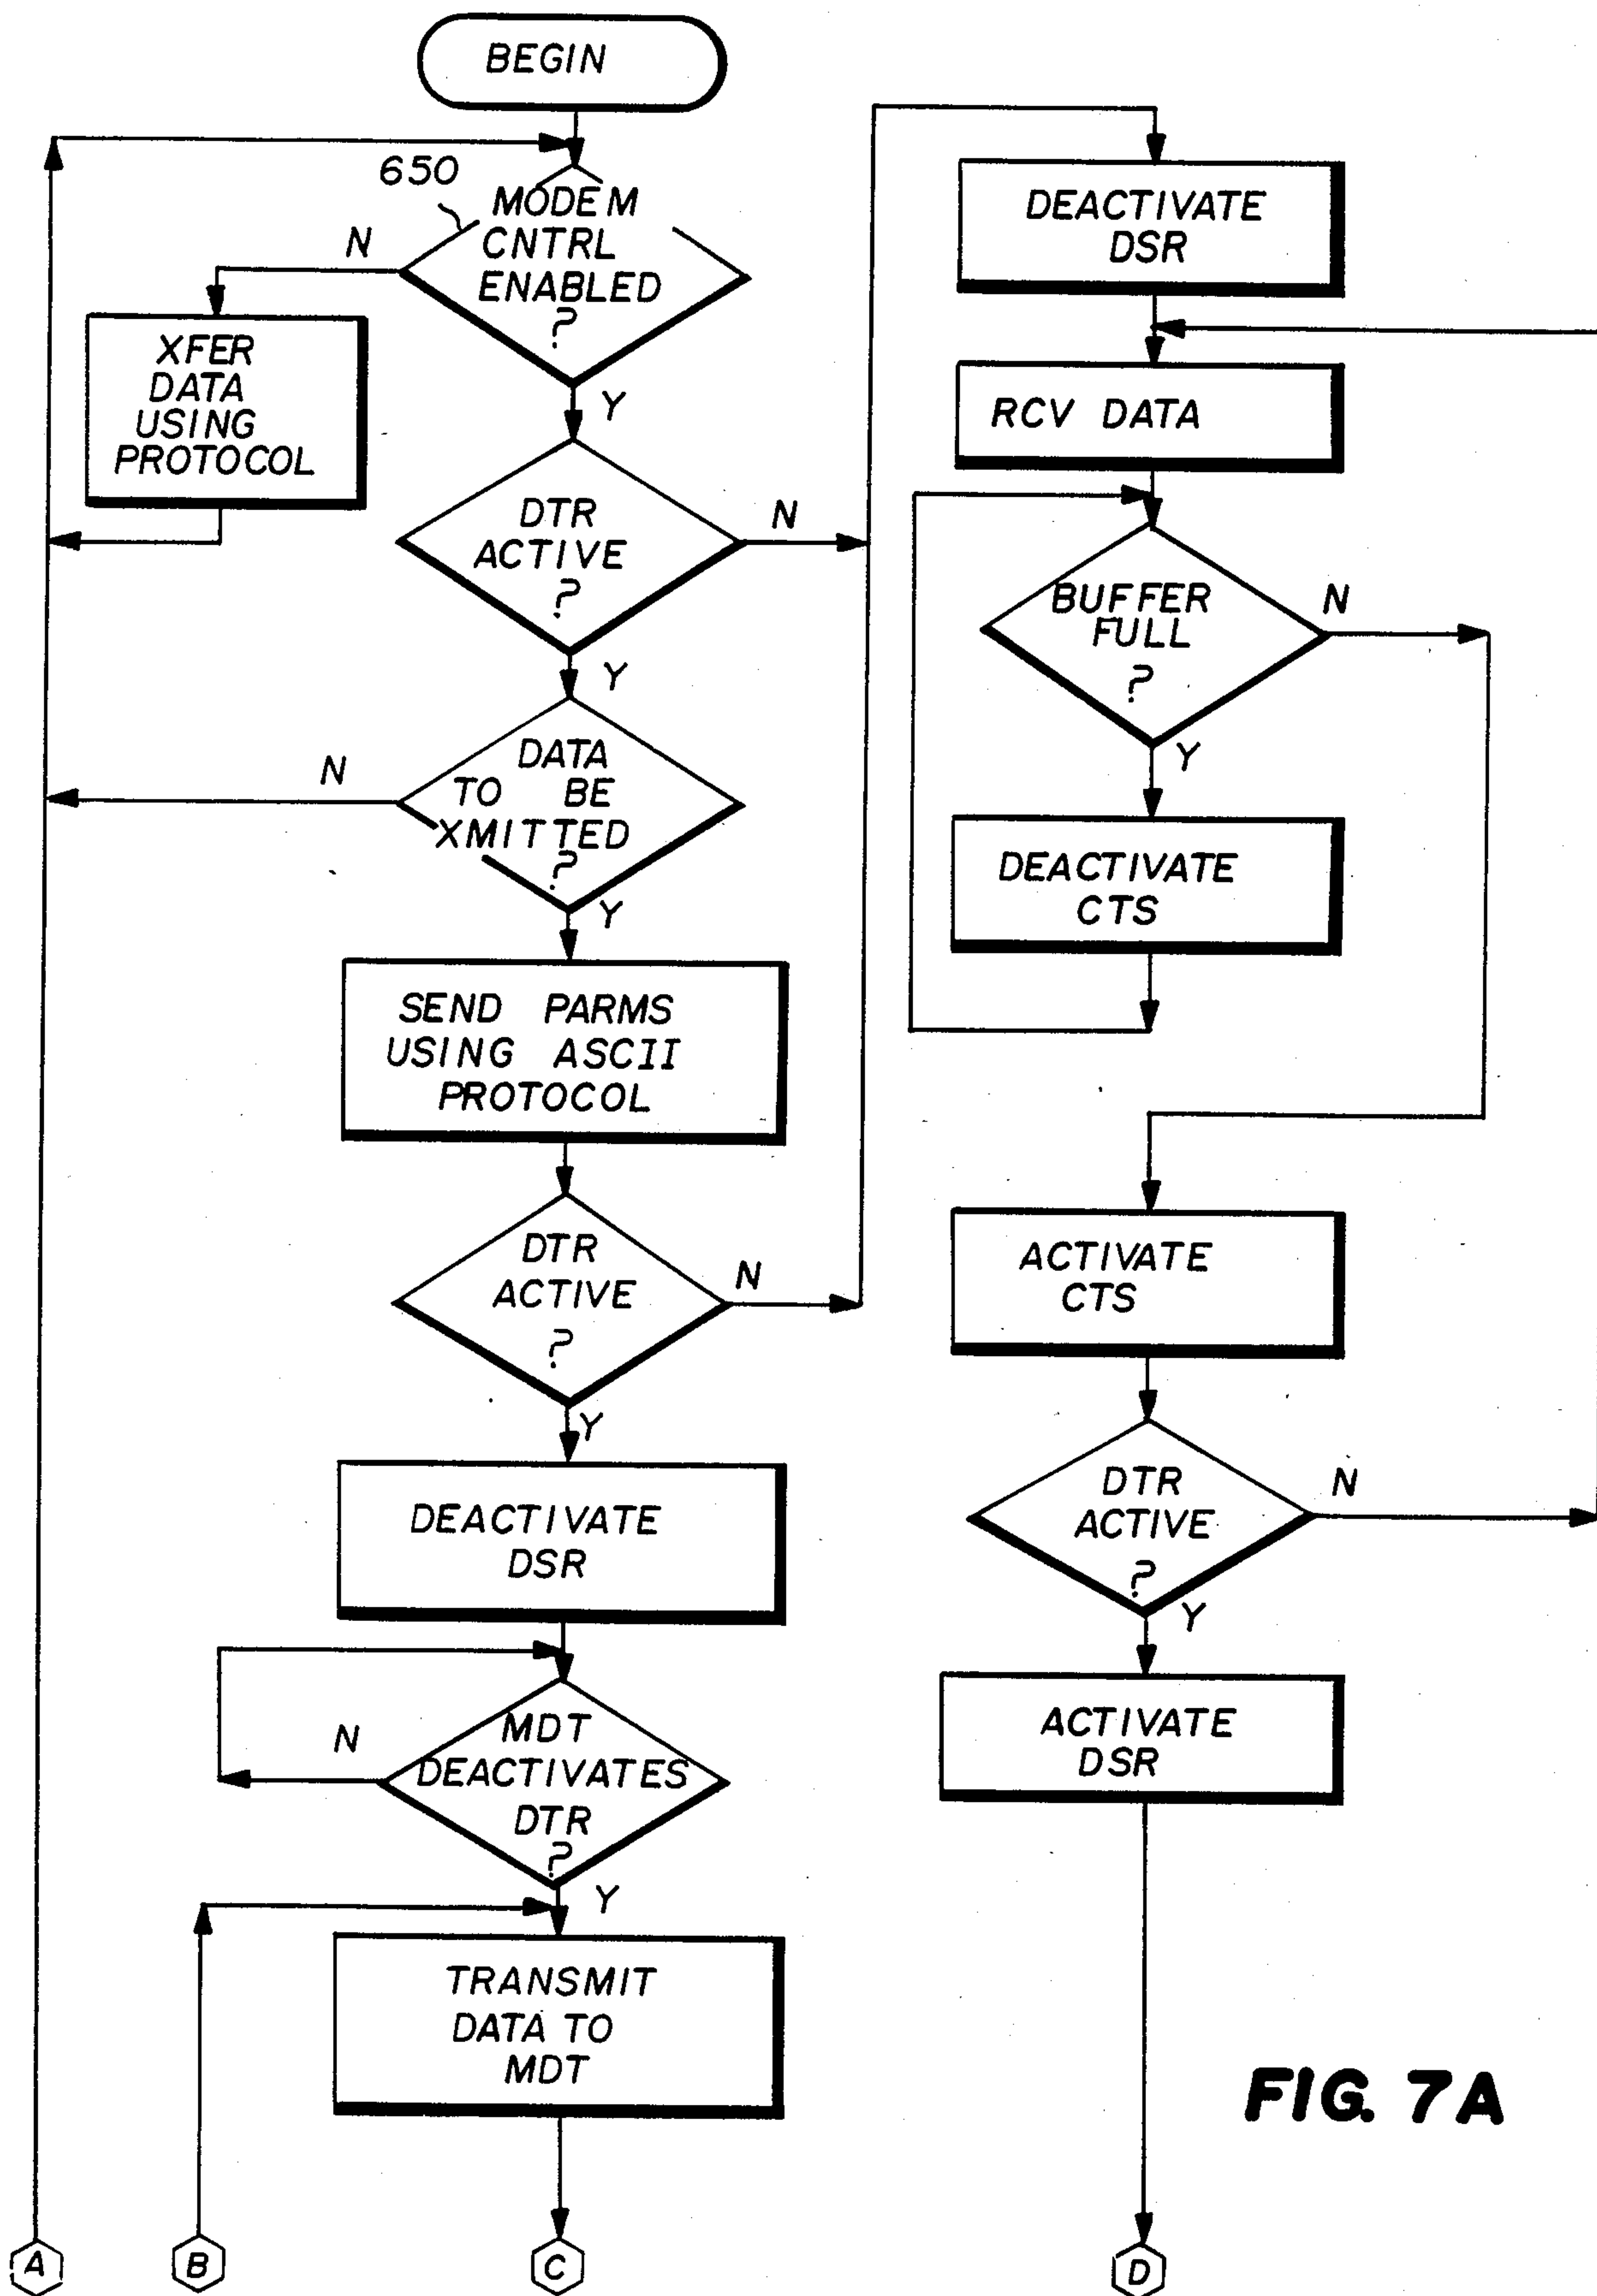 BEGIN
650
MODEM
CNTRL
ENABLED
?
N
Y
XFER
DATA
USING
PROTOCOL
DTR
ACTIVE
?
N
Y
DATA
TO BE
XMITTED
?
N
Y
SEND PARMS
USING ASCII
PROTOCOL
DTR
ACTIVE
?
N
Y
DEACTIVATE
DSR
MDT
DEACTIVATES
DTR
?
N
Y
TRANSMIT
DATA TO
MDT
A
B
C
DEACTIVATE
DSR
RCV DATA
BUFFER
FULL
?
N
Y
DEACTIVATE
CTS
ACTIVATE
CTS
DTR
ACTIVE
?
N
Y
ACTIVATE
DSR
D
FIG. 7A